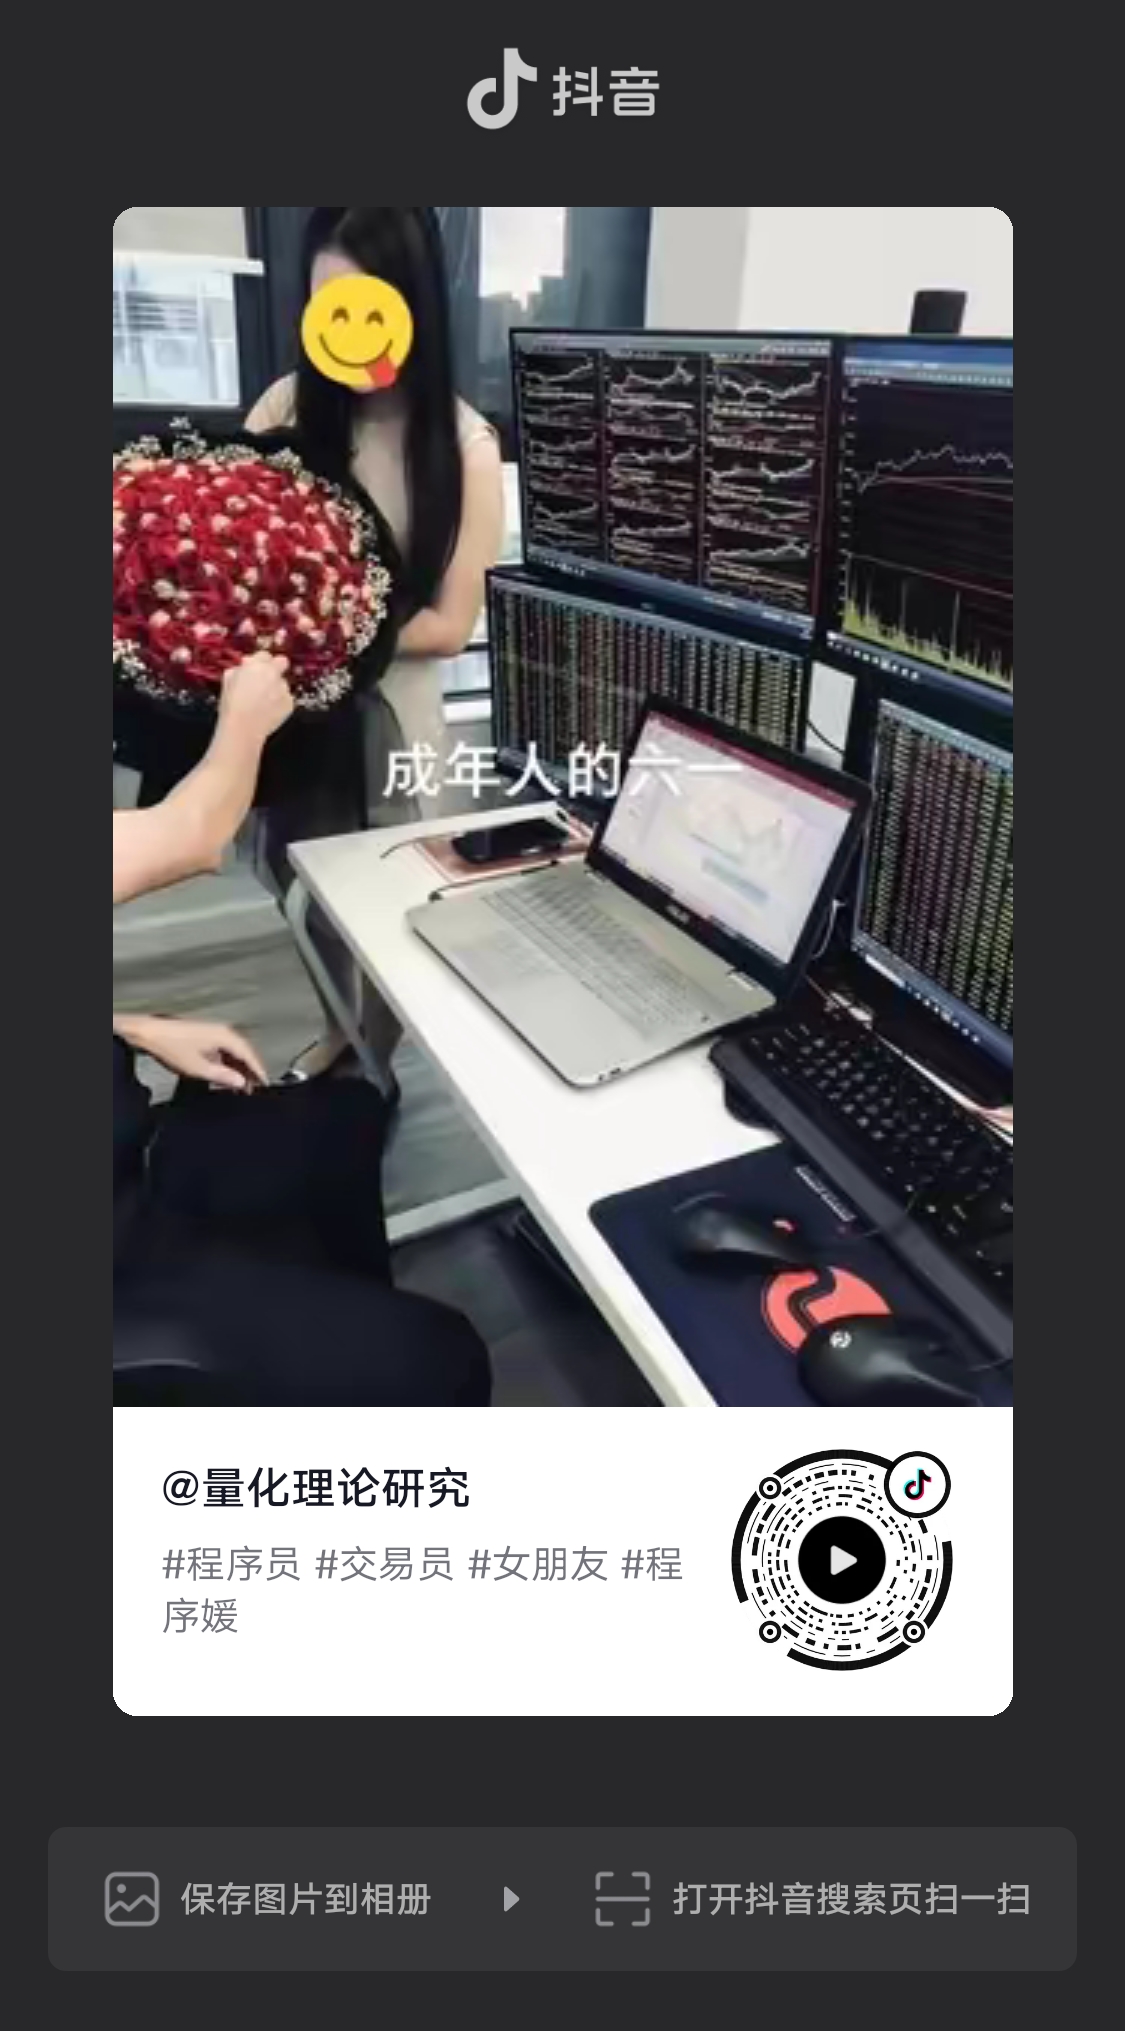 抖音
成年人的六一
@量化理论研究
#程序员 #交易员 #女朋友 #程
序媛
保存图片到相册
打开抖音搜索页扫一扫